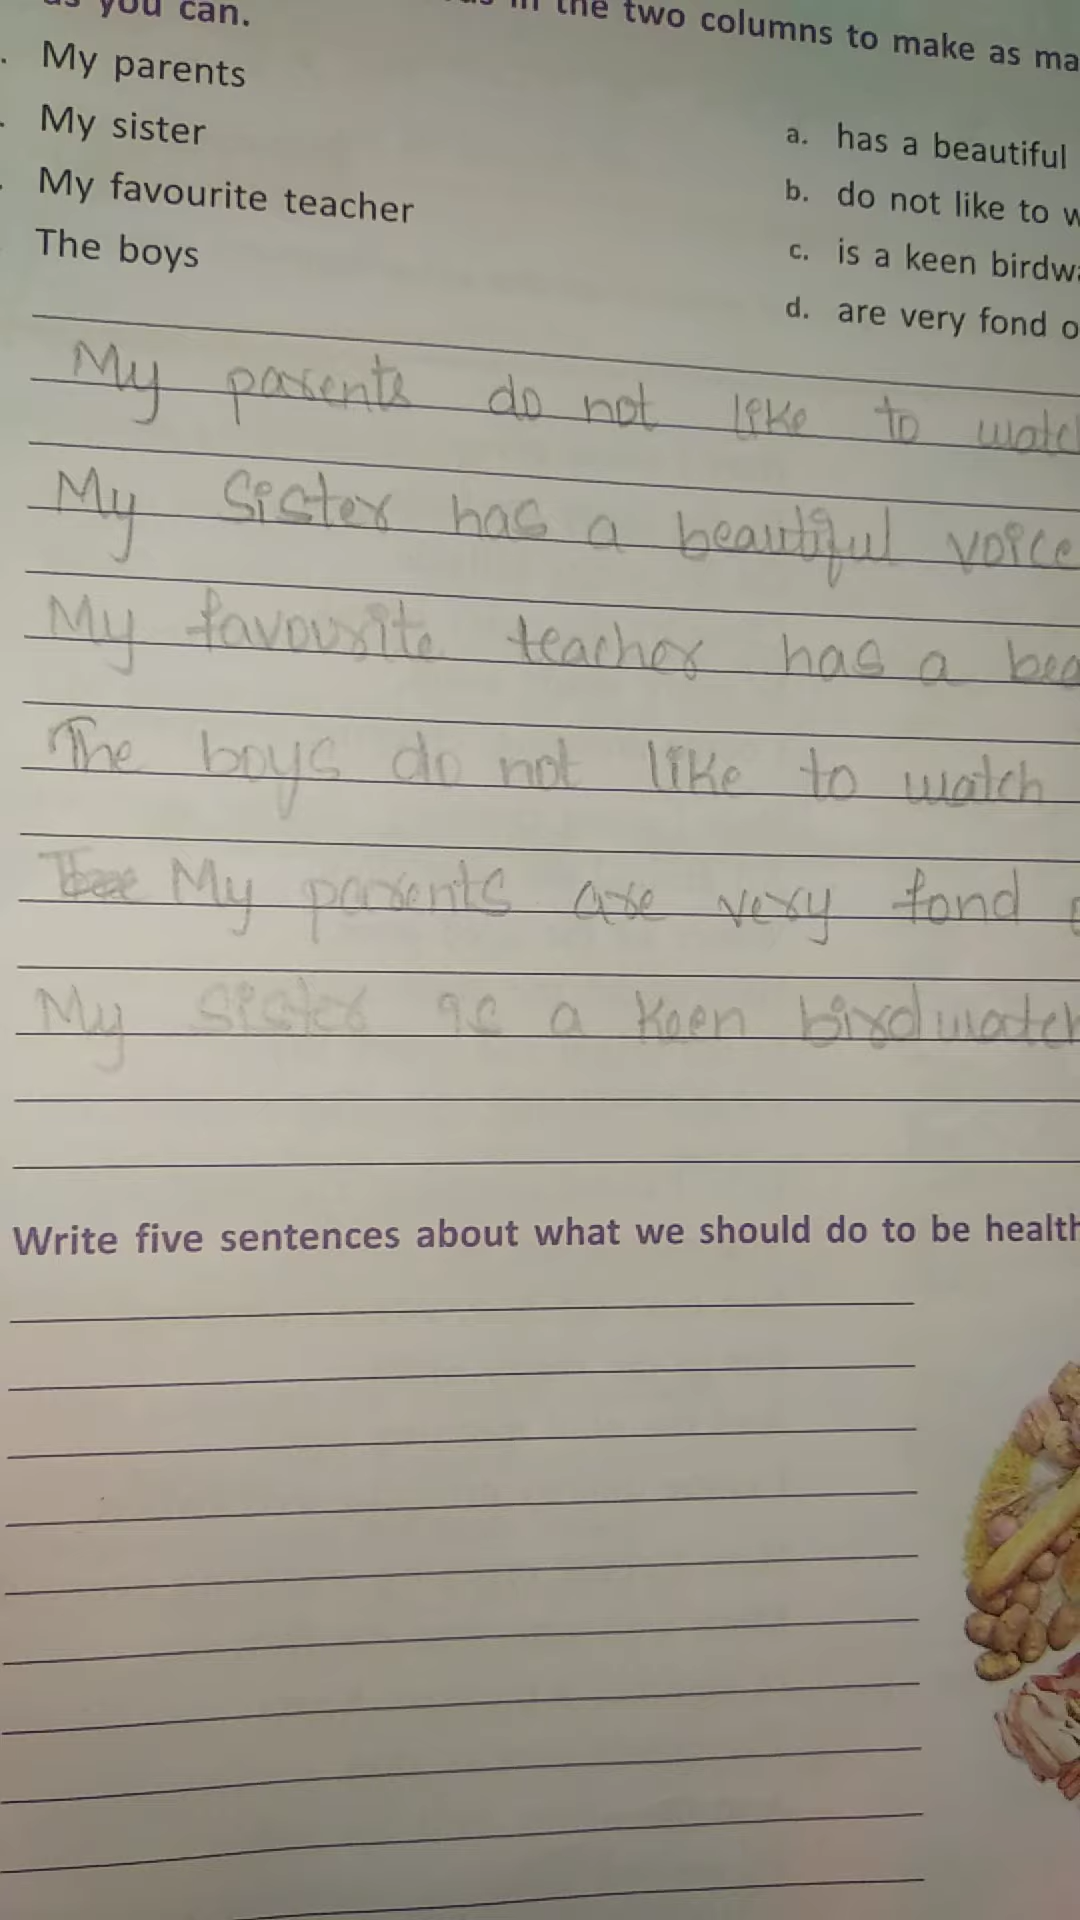 as you can.
in the two columns to make as ma
My parents
My sister
My favourite teacher
The boys
a. has a beautiful
b. do not like to w
c. is a keen birdwa
d. are very fond o
My parents do not like to watc
My Sister has a beautiful voice
My favourite teacher has a bea
The boys do not like to watch
My parents are very fond
My sister is a keen birdwatch
Write five sentences about what we should do to be health